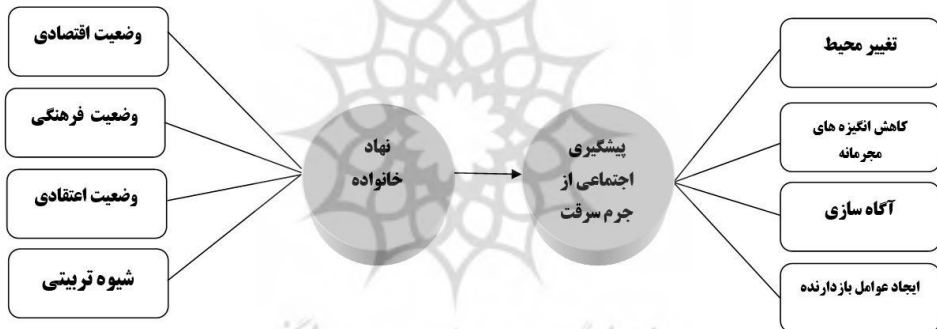 تغییر محیط
کاهش انگیزه های
مجرمانه
آگاه سازی
ایجاد عوامل بازدارنده
پیشگیری
اجتماعی از
جرم سرقت
نهاد
خانواده
وضعیت اقتصادی
وضعیت فرهنگی
وضعیت اعتقادی
شیوه تربیتی